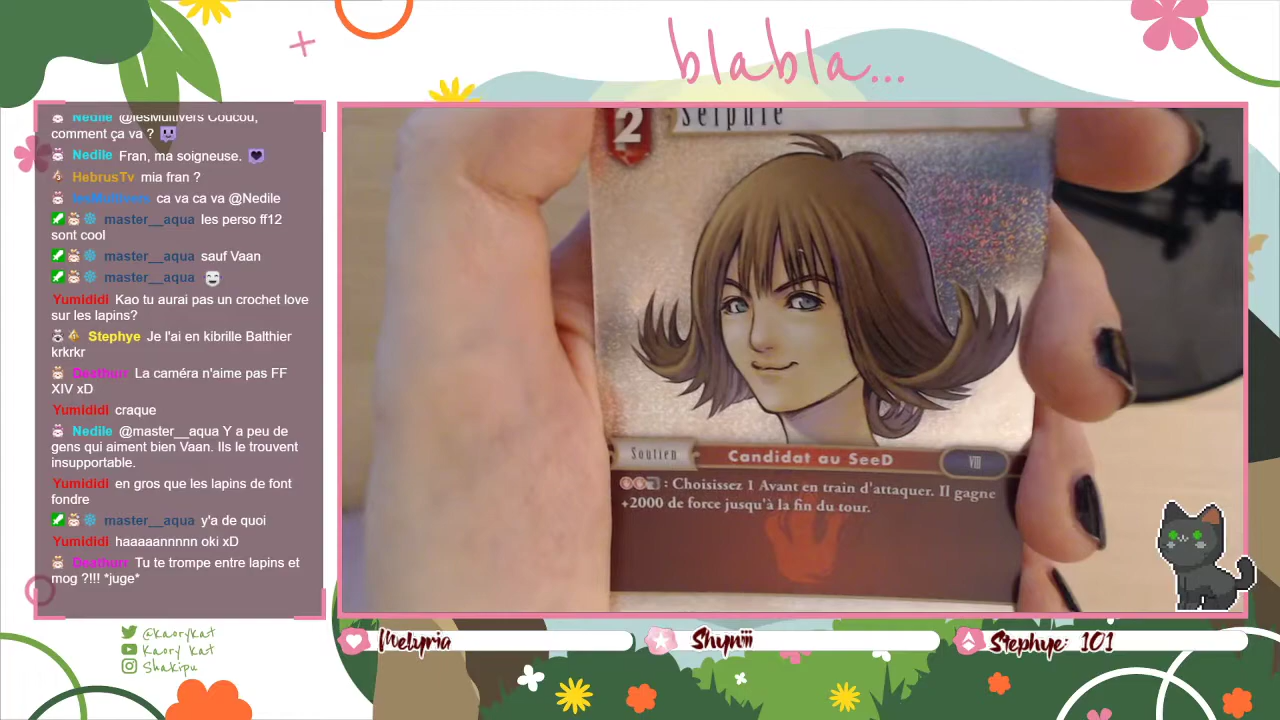 blabla...
Nedile @lesMultivers Coucou,
comment ça va ?
Nedile Fran, ma soigneuse.
HebrusTv mia fran ?
lesMultivers ca va ca va @Nedile
master__aqua les perso ff12
sont cool
master__aqua sauf Vaan
master__aqua
Yumididi Kao tu aurai pas un crochet love
sur les lapins?
Stephye Je l'ai en kibrille Balthier
krkrkr
Deathurr La caméra n'aime pas FF
XIV xD
Yumididi craque
Nedile @master__aqua Y a peu de
gens qui aiment bien Vaan. Ils le trouvent
insupportable.
Yumididi en gros que les lapins de font
fondre
master__aqua y'a de quoi
Yumididi haaaaannnnn oki xD
Deathurr Tu te trompe entre lapins et
mog ?!!! *juge*
2
Selphie
Soutien
Candidat au SeeD
VIII
: Choisissez 1 Avant en train d'attaquer. Il gagne
+2000 de force jusqu'à la fin du tour.
@kaorykat
Kaory kat
Shakipu
Melyria
Shyniii
Stephye: 101